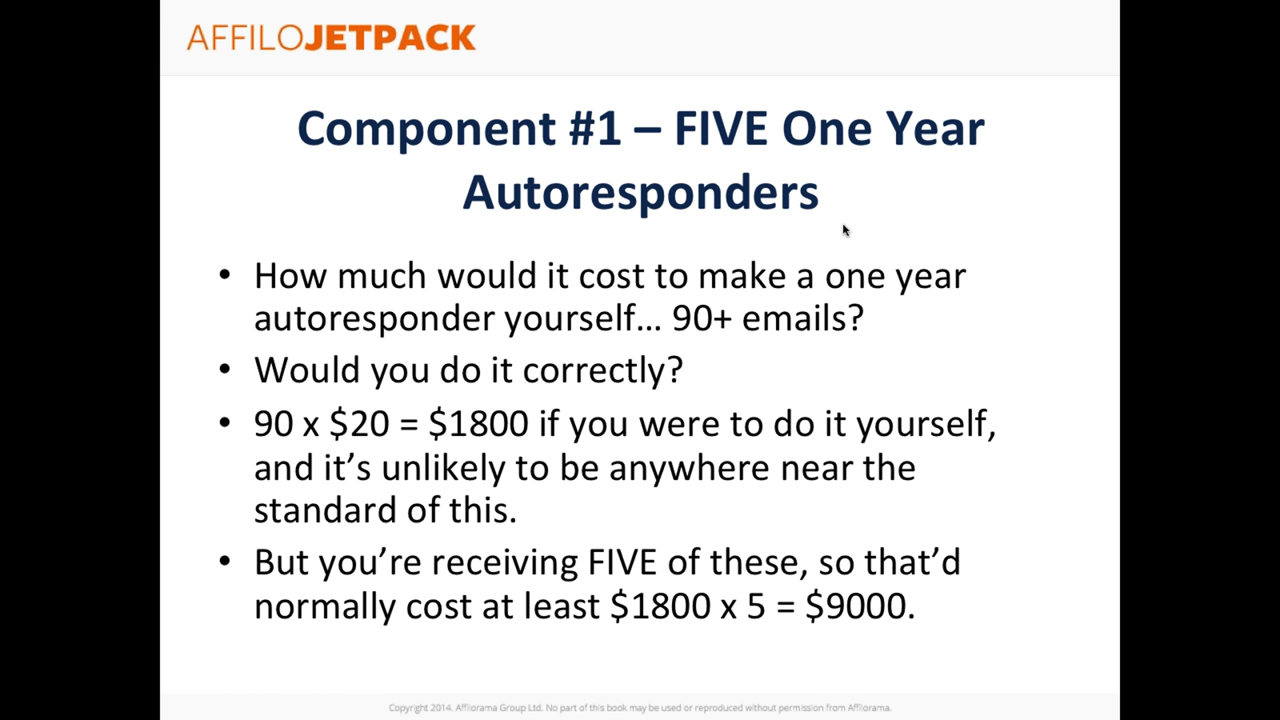 AFFILOJETPACK
Component #1 – FIVE One Year
Autoresponders
• How much would it cost to make a one year
autoresponder yourself... 90+ emails?
• Would you do it correctly?
• 90 x $20 = $1800 if you were to do it yourself,
and it’s unlikely to be anywhere near the
standard of this.
• But you’re receiving FIVE of these, so that’d
normally cost at least $1800 x 5 = $9000.
Copyright 2014. Affilorama Group Ltd. No part of this book may be used or reproduced without permission from Affilorama.